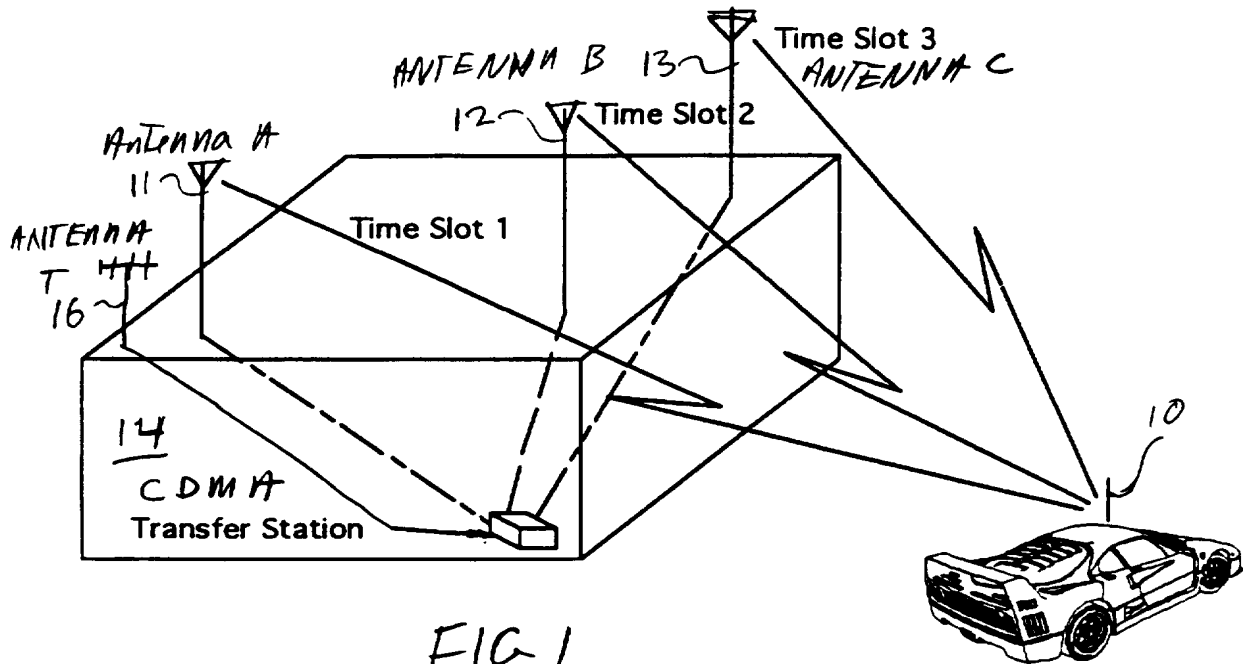 Time Slot 3
ANTENNA B 13
ANTENNA C
12 Time Slot 2
Antenna A
11
Time Slot 1
ANTENNA
T
16
14
CDMA
Transfer Station
10
FIG 1